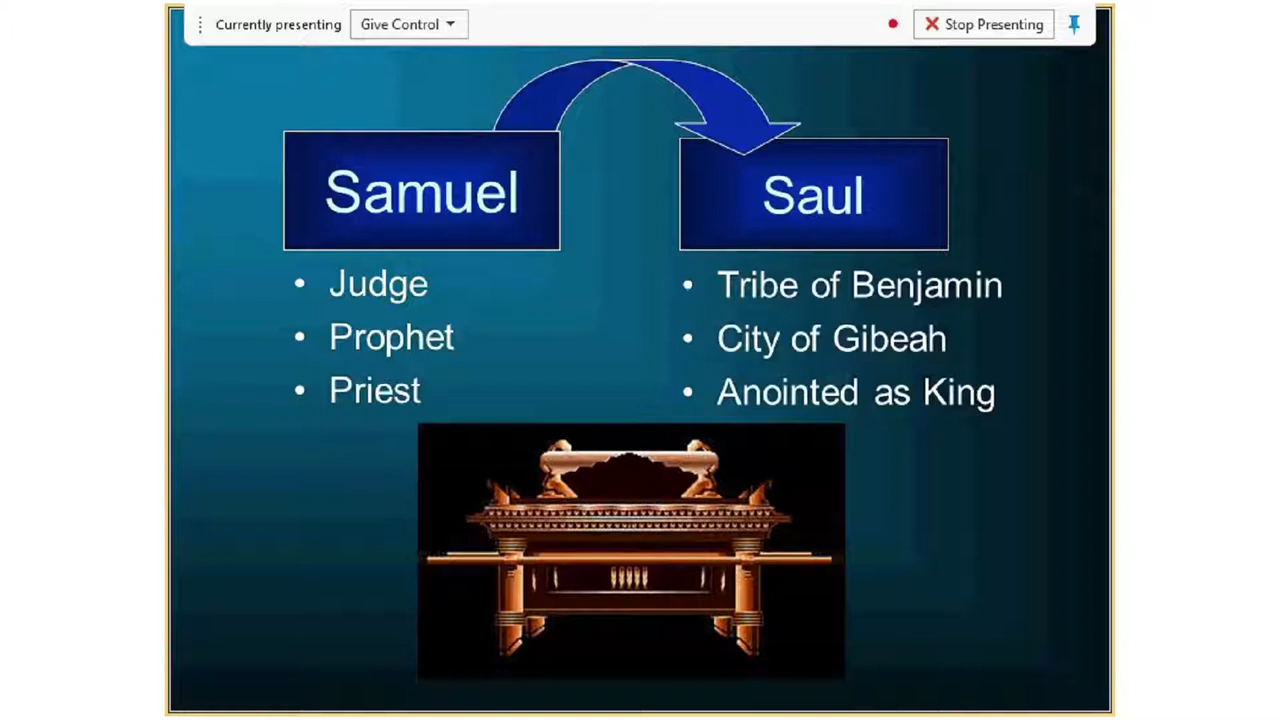 Currently presenting Give Control
Stop Presenting
Samuel
• Judge
• Prophet
• Priest
Saul
• Tribe of Benjamin
• City of Gibeah
• Anointed as King